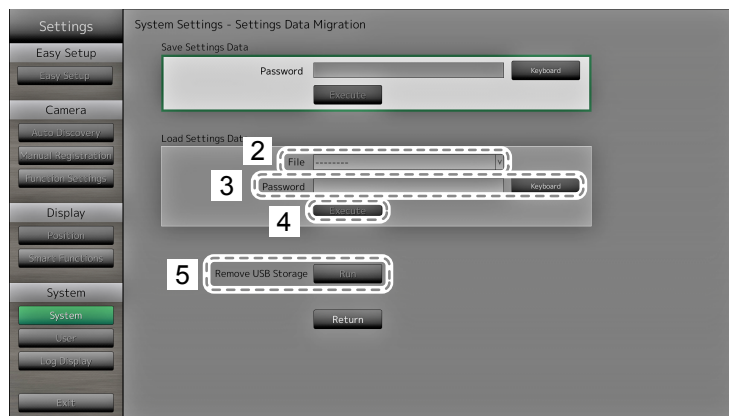 Settings
System Settings - Settings Data Migration
Easy Setup
Easy Setup
Camera
Auto Discovery
Manual Registration
Function Settings
Display
Position
Smart Functions
System
System
User
Log Display
Exit
Save Settings Data
Password
Keyboard
Execute
Load Settings Dat
2
File
--------
V
3
Password
Keyboard
4
Execute
5
Remove USB Storage
Run
Return